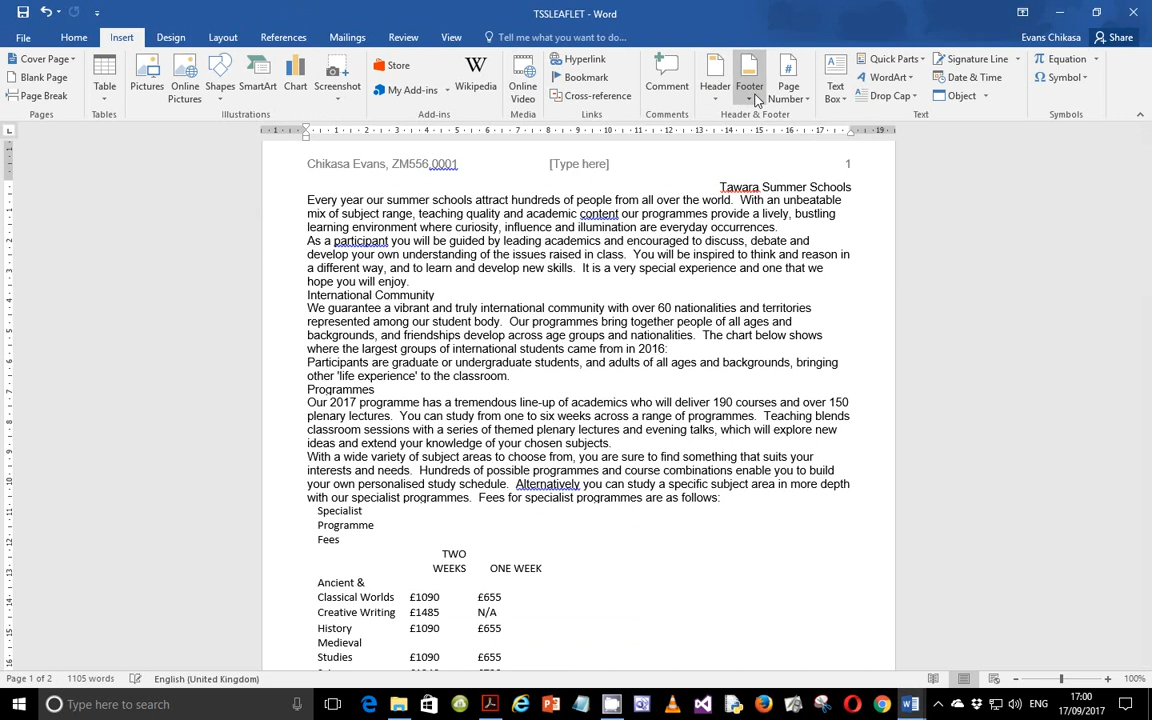 TSSLEAFLET - Word
File Home Insert Design Layout References Mailings Review View Tell me what you want to do... Evans Chikasa Share
Cover Page
Blank Page
Page Break
Table
Pictures
Online Pictures
Shapes
SmartArt
Chart
Screenshot
Store
My Add-ins
Wikipedia
Online Video
Hyperlink
Bookmark
Cross-reference
Comment
Header
Footer
Page Number
Text Box
Quick Parts
WordArt
Drop Cap
Signature Line
Date & Time
Object
Equation
Symbol
Pages Tables Illustrations Add-ins Media Links Comments Header & Footer Text Symbols
1 1 2 3 4 5 6 7 8 9 10 11 12 13 14 15 16 17 19
Chikasa Evans, ZM556,0001 [Type here] 1
Tawara Summer Schools
Every year our summer schools attract hundreds of people from all over the world. With an unbeatable
mix of subject range, teaching quality and academic content our programmes provide a lively, bustling
learning environment where curiosity, influence and illumination are everyday occurrences.
As a participant you will be guided by leading academics and encouraged to discuss, debate and
develop your own understanding of the issues raised in class. You will be inspired to think and reason in
a different way, and to learn and develop new skills. It is a very special experience and one that we
hope you will enjoy.
International Community
We guarantee a vibrant and truly international community with over 60 nationalities and territories
represented among our student body. Our programmes bring together people of all ages and
backgrounds, and friendships develop across age groups and nationalities. The chart below shows
where the largest groups of international students came from in 2016:
Participants are graduate or undergraduate students, and adults of all ages and backgrounds, bringing
other 'life experience' to the classroom.
Programmes
Our 2017 programme has a tremendous line-up of academics who will deliver 190 courses and over 150
plenary lectures. You can study from one to six weeks across a range of programmes. Teaching blends
classroom sessions with a series of themed plenary lectures and evening talks, which will explore new
ideas and extend your knowledge of your chosen subjects.
With a wide variety of subject areas to choose from, you are sure to find something that suits your
interests and needs. Hundreds of possible programmes and course combinations enable you to build
your own personalised study schedule. Alternatively you can study a specific subject area in more depth
with our specialist programmes. Fees for specialist programmes are as follows:
Specialist
Programme
Fees
TWO
WEEKS ONE WEEK
Ancient &
Classical Worlds £1090 £655
Creative Writing £1485 N/A
History £1090 £655
Medieval
Studies £1090 £655
Page 1 of 2 1105 words English (United Kingdom) 100%
Type here to search
17:00
ENG
17/09/2017